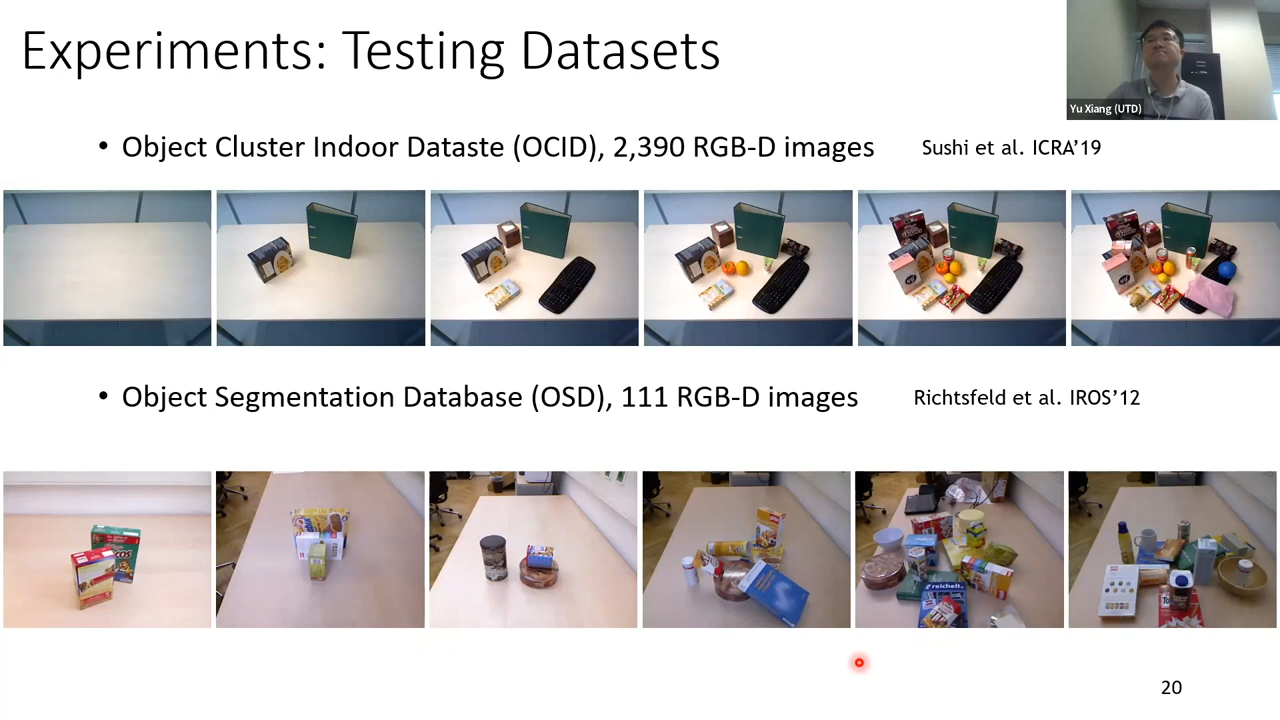 Experiments: Testing Datasets
Yu Xiang (UTD)
• Object Cluster Indoor Dataste (OCID), 2,390 RGB-D images
Sushi et al. ICRA’19
• Object Segmentation Database (OSD), 111 RGB-D images
Richtsfeld et al. IROS’12
reichelt
20